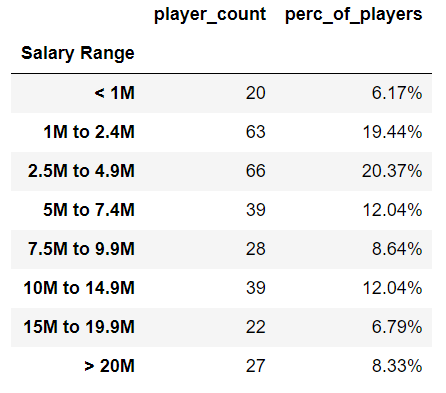 player_count perc_of_players
Salary Range
< 1M 20 6.17%
1M to 2.4M 63 19.44%
2.5M to 4.9M 66 20.37%
5M to 7.4M 39 12.04%
7.5M to 9.9M 28 8.64%
10M to 14.9M 39 12.04%
15M to 19.9M 22 6.79%
> 20M 27 8.33%